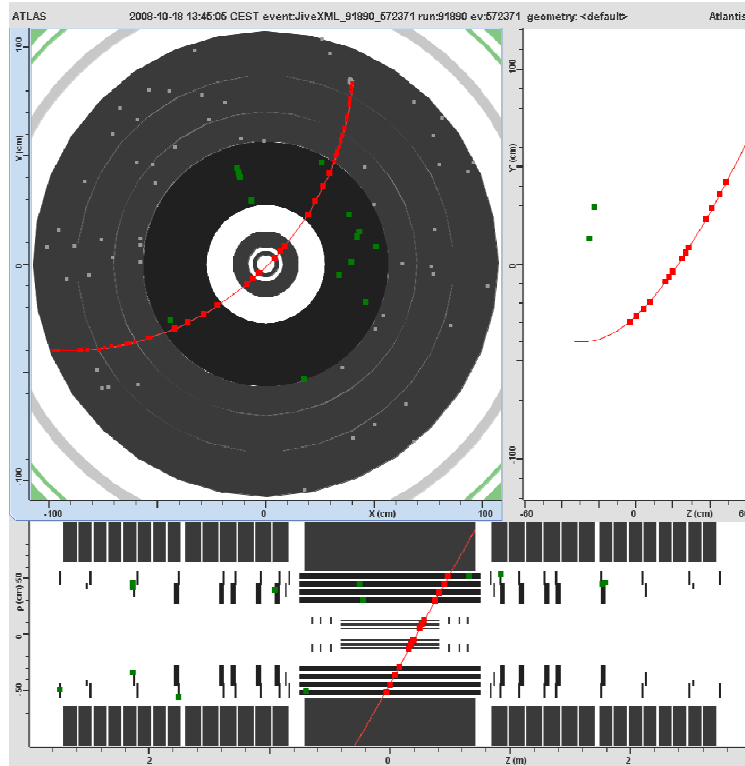 ATLAS 2008-10-18 13:45:05 CEST event:JiveXML_91890_572371 run:91890 ev:572371 geometry: <default> Atlantis
100
Y (cm)
0
-100
-100 0 X (cm) 100
100
Y' (cm)
0
-100
-60 0 Z (cm) 60
50
ρ (cm)
0
-50
2 0 Z (m) 2